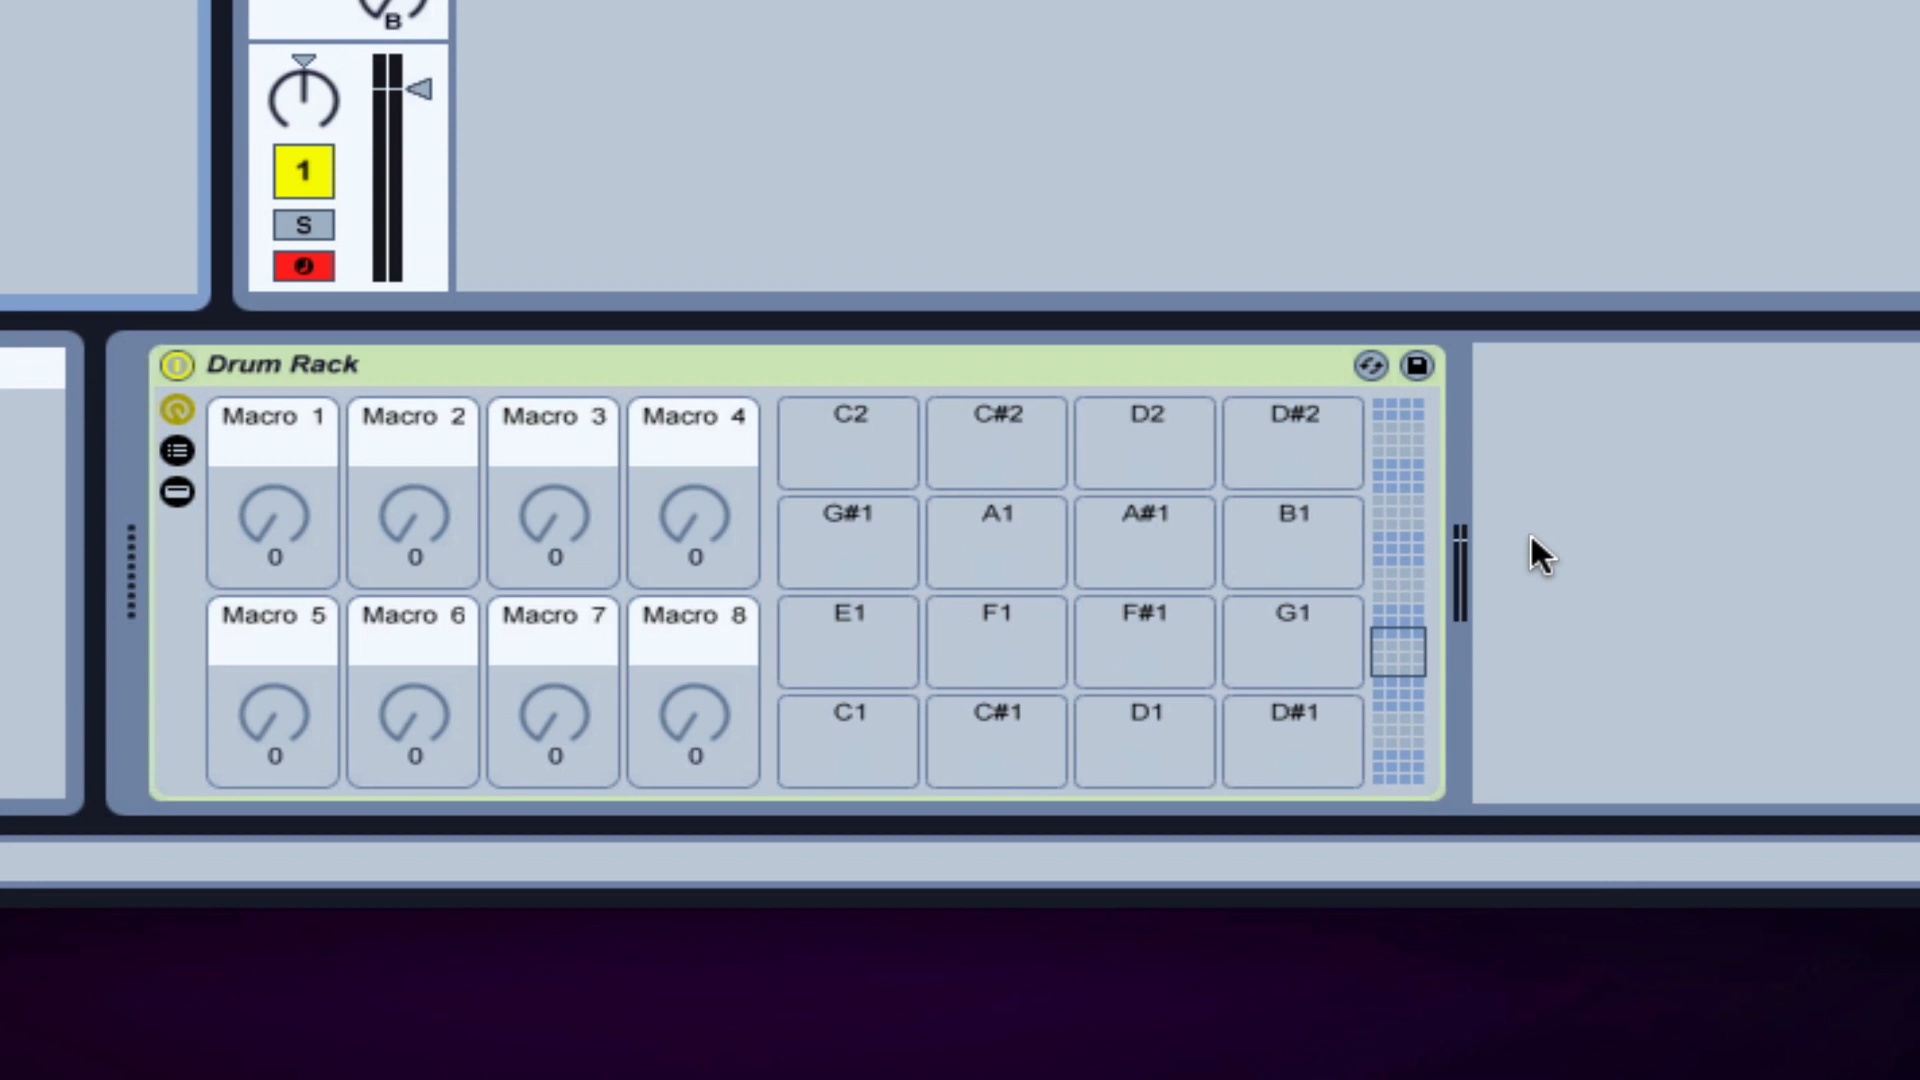 B
1
S
Drum Rack
Macro 1 Macro 2 Macro 3 Macro 4
C2 C#2 D2 D#2
G#1 A1 A#1 B1
0 0 0 0
Macro 5 Macro 6 Macro 7 Macro 8
E1 F1 F#1 G1
C1 C#1 D1 D#1
0 0 0 0